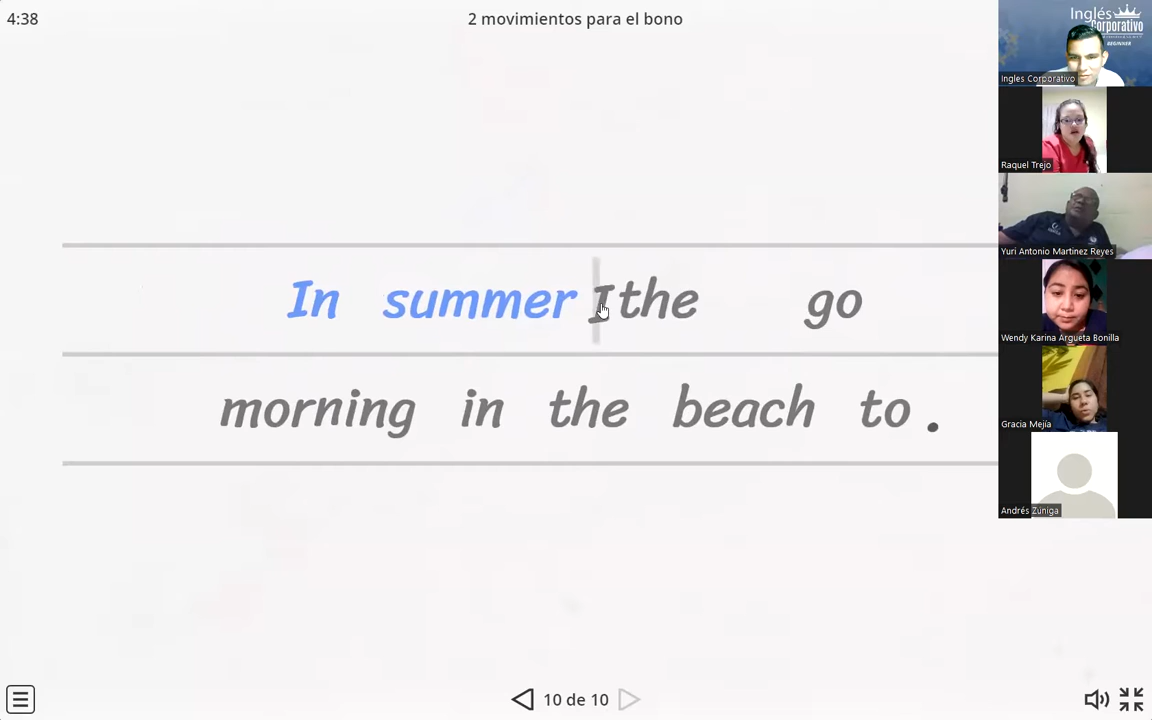 4:38
2 movimientos para el bono
Inglés
Corporativo
BEGINNER
Ingles Corporativo
Raquel Trejo
Yuri Antonio Martinez Reyes
In summer I the go
Wendy Karina Argueta Bonilla
morning in the beach to.
Gracia Mejía
Andrés Zúniga
10 de 10